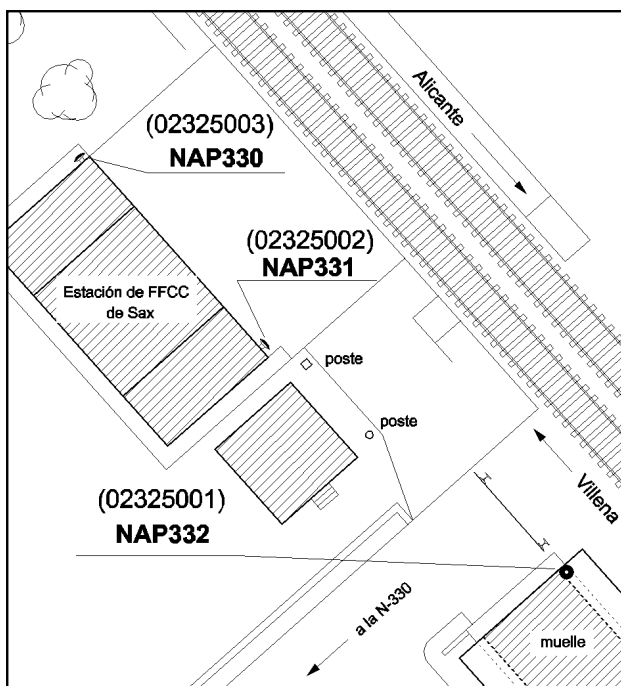 Alicante
(02325003)
NAP330
(02325002)
NAP331
Estación de FFCC
de Sax
poste
poste
Villena
(02325001)
NAP332
a la N-330
muelle